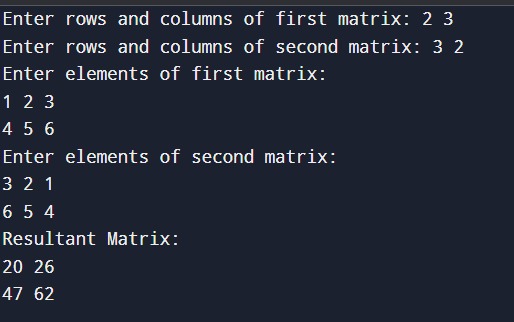 Enter rows and columns of first matrix: 2 3
Enter rows and columns of second matrix: 3 2
Enter elements of first matrix:
1 2 3
4 5 6
Enter elements of second matrix:
3 2 1
6 5 4
Resultant Matrix:
20 26
47 62